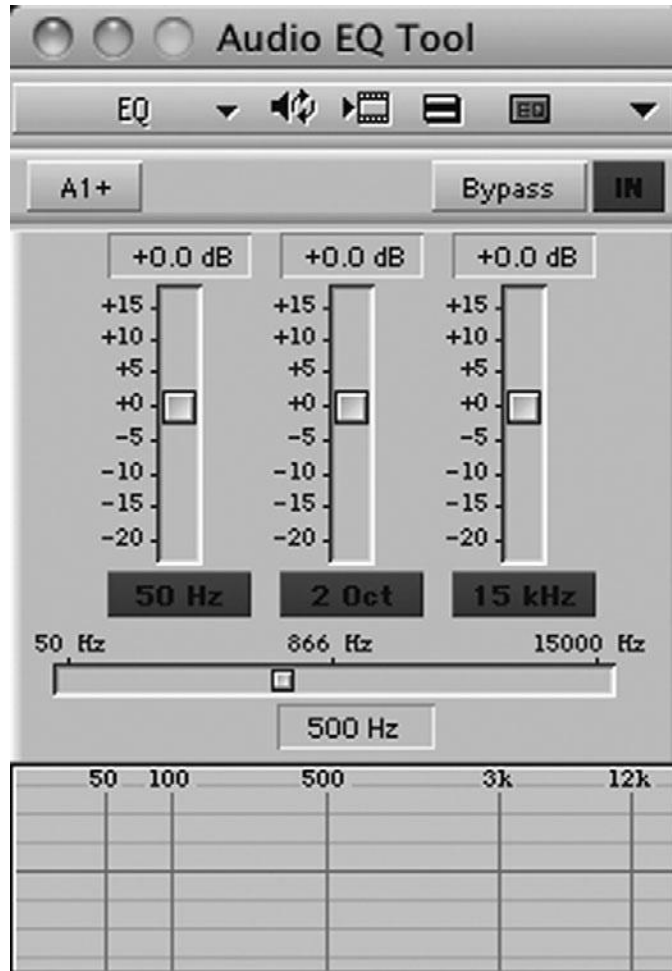 Audio EQ Tool
EQ EQ
A1+ Bypass IN
+0.0 dB +0.0 dB +0.0 dB
+15 +15 +15
+10 +10 +10
+5 +5 +5
+0 +0 +0
-5 -5 -5
-10 -10 -10
-15 -15 -15
-20 -20 -20
50 Hz 2 Oct 15 kHz
50 Hz 866 Hz 15000 Hz
500 Hz
50 100 500 3k 12k